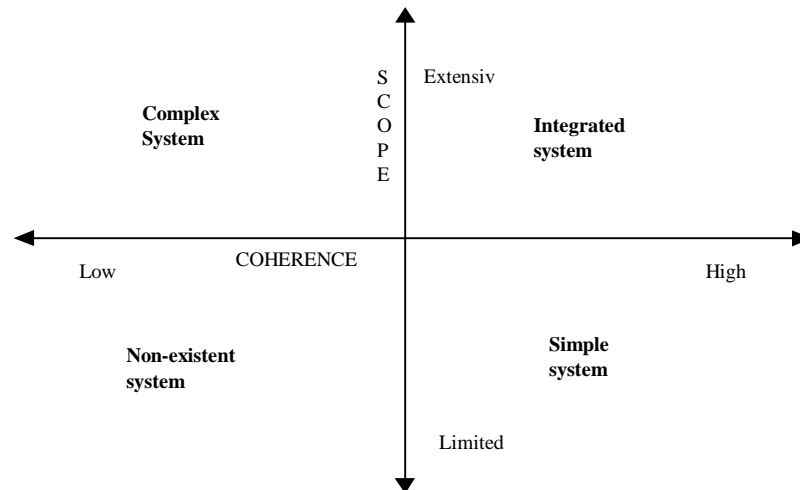 S
C
O
P
E
Extensiv
Complex
System
Integrated
system
COHERENCE
Low
High
Non-existent
system
Simple
system
Limited